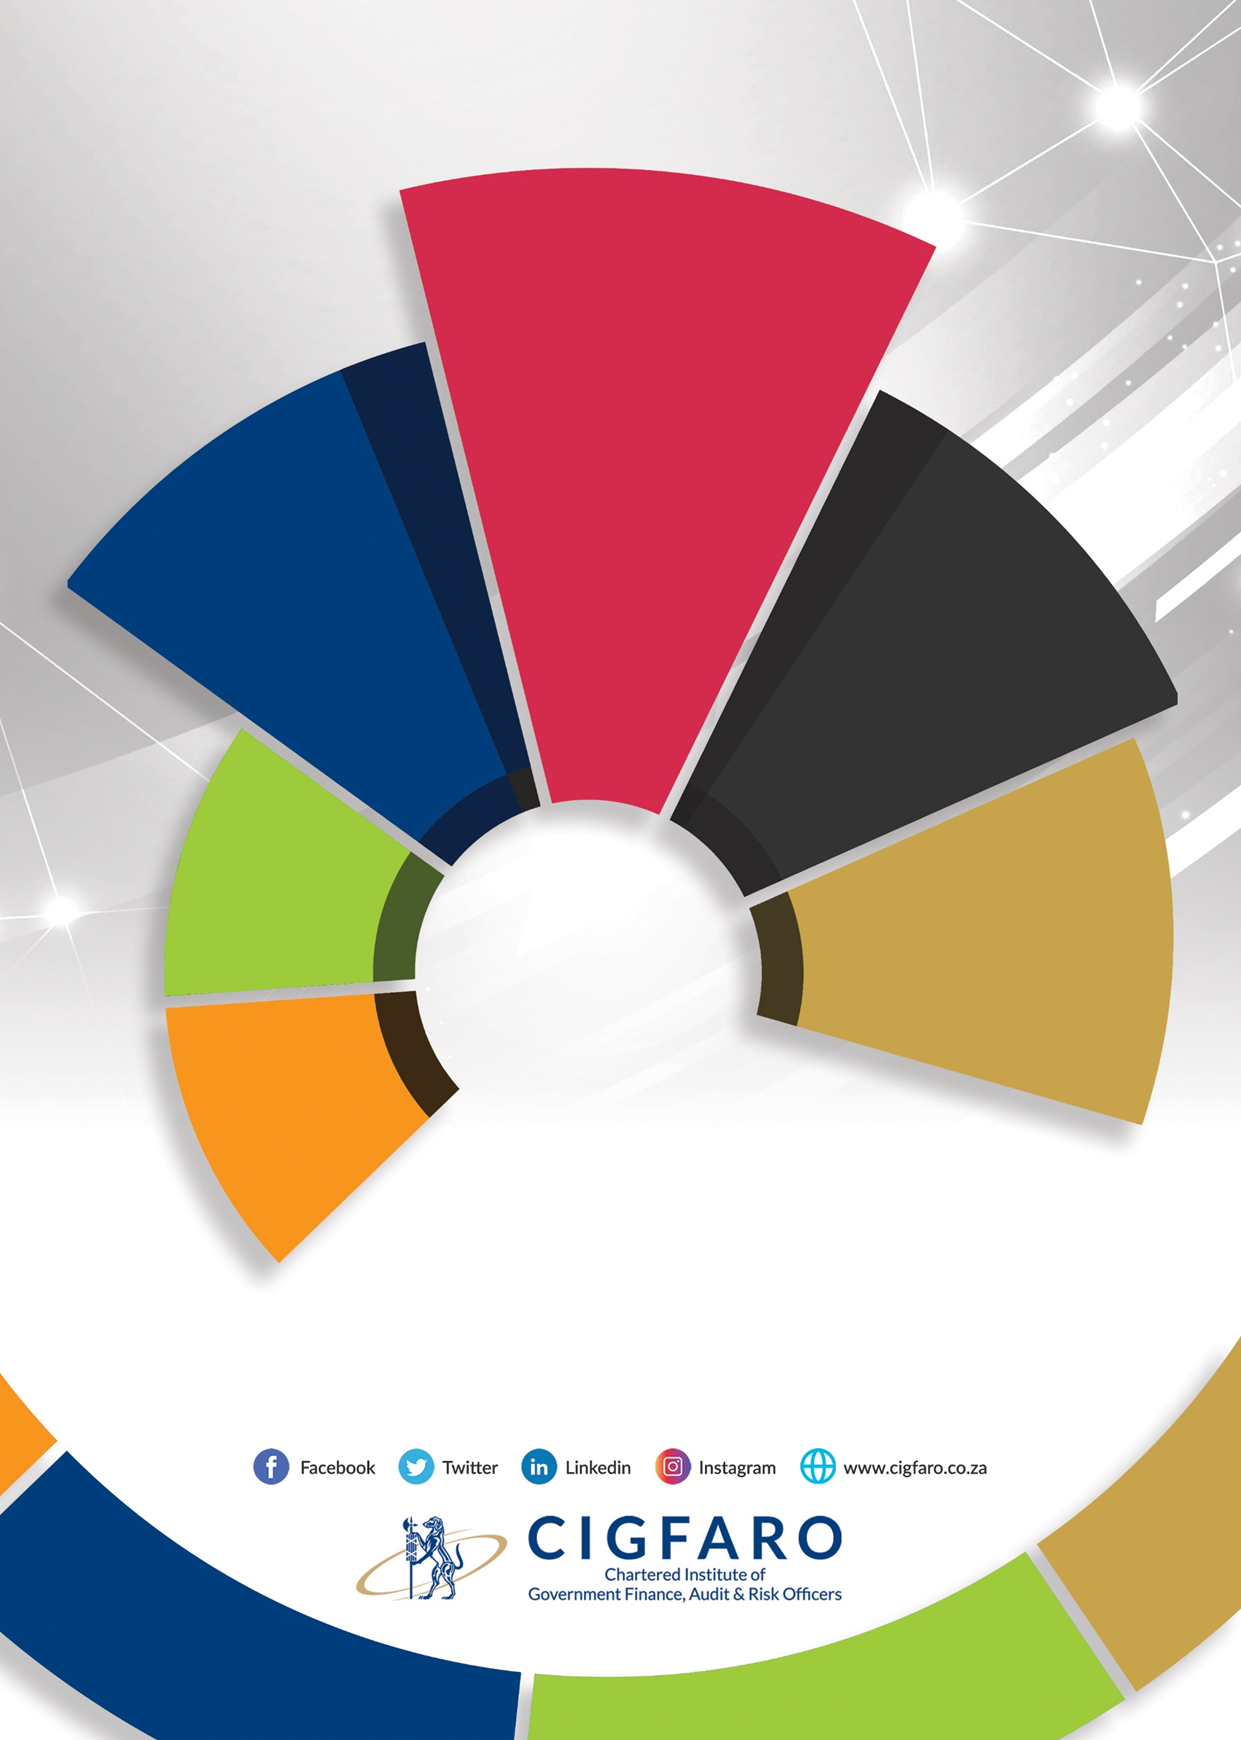 Facebook Twitter Linkedin Instagram www.cigfaro.co.za
CIGFARO
Chartered Institute of
Government Finance, Audit & Risk Officers